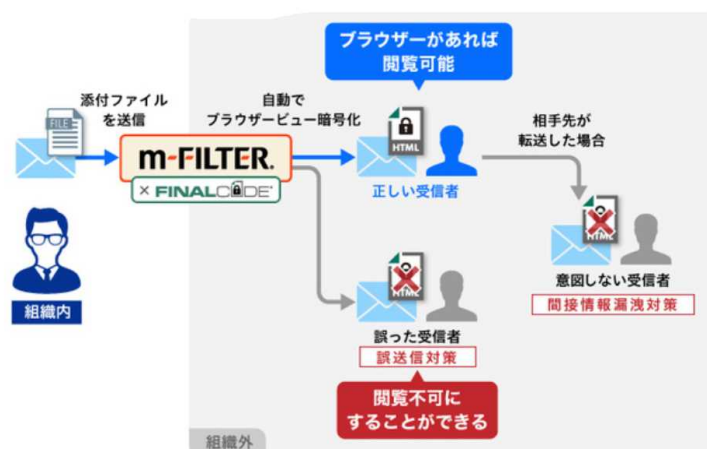 ブラウザーがあれば
閲覧可能
添付ファイル
を送信
自動で
ブラウザービュー暗号化
相手先が
転送した場合
FILE
HTML
m-FILTER®
× FINALCODE®
正しい受信者
HTML
意図しない受信者
間接情報漏洩対策
組織内
HTML
誤った受信者
誤送信対策
閲覧不可に
することができる
組織外